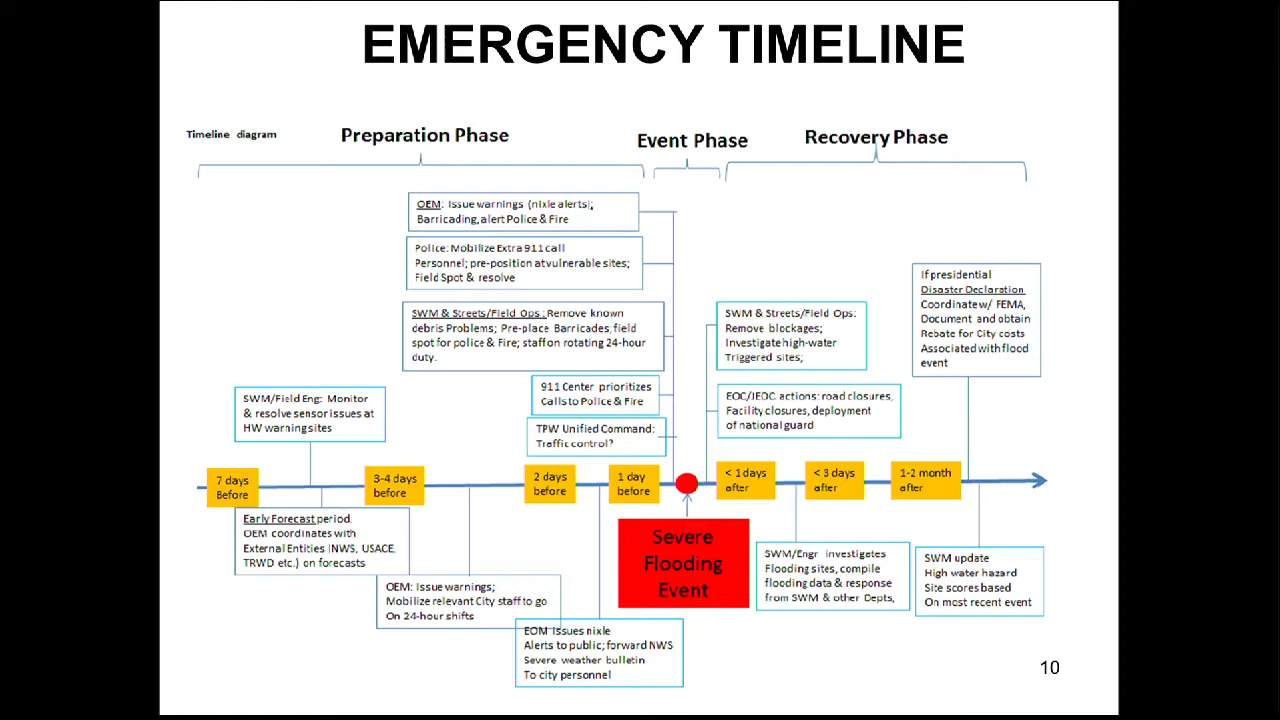 EMERGENCY TIMELINE
Timeline diagram
Preparation Phase
Event Phase
Recovery Phase
OEM: Issue warnings (nixle alerts);
Barricading, alert Police & Fire
Police: Mobilize Extra 911 call
Personnel; pre-position at vulnerable sites;
Field Spot & resolve
SWM & Streets/Field Ops : Remove known
debris Problems; Pre-place Barricades; field
spot for police & Fire; staff on rotating 24-hour
duty.
911 Center prioritizes
Calls to Police & Fire
TPW Unified Command:
Traffic control?
SWM/Field Eng: Monitor
& resolve sensor issues at
HW warning sites
SWM & Streets/Field Ops:
Remove blockages;
Investigate high-water
Triggered sites;
EOC/JEOC actions: road closures,
Facility closures, deployment
of national guard
If presidential
Disaster Declaration
Coordinate w/ FEMA,
Document and obtain
Rebate for City costs
Associated with flood
event
7 days
Before
3-4 days
before
2 days
before
1 day
before
< 1 days
after
< 3 days
after
1-2 month
after
Early Forecast period.
OEM coordinates with
External Entities (NWS, USACE,
TRWD etc.) on forecasts
OEM: Issue warnings;
Mobilize relevant City staff to go
On 24-hour shifts
EOM Issues nixle
Alerts to public; forward NWS
Severe weather bulletin
To city personnel
Severe
Flooding
Event
SWM/Engr investigates
Flooding sites, compile
flooding data & response
from SWM & other Depts,
SWM update
High water hazard
Site scores based
On most recent event
10